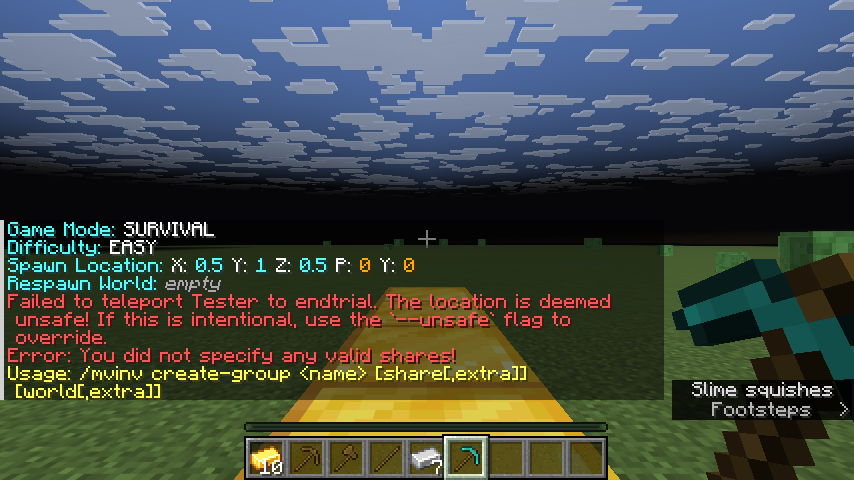 Game Mode: SURVIVAL
Difficulty: EASY
Spawn Location: X: 0.5 Y: 1 Z: 0.5 P: 0 Y: 0
Respawn World: empty
Failed to teleport Tester to endtrial. The location is deemed
unsafe! If this is intentional, use the `--unsafe` flag to
override.
Error: You did not specify any valid shares!
Usage: /mvinv create-group <name> [share[,extra]]
[world[,extra]]
Slime squishes
Footsteps >
10
7